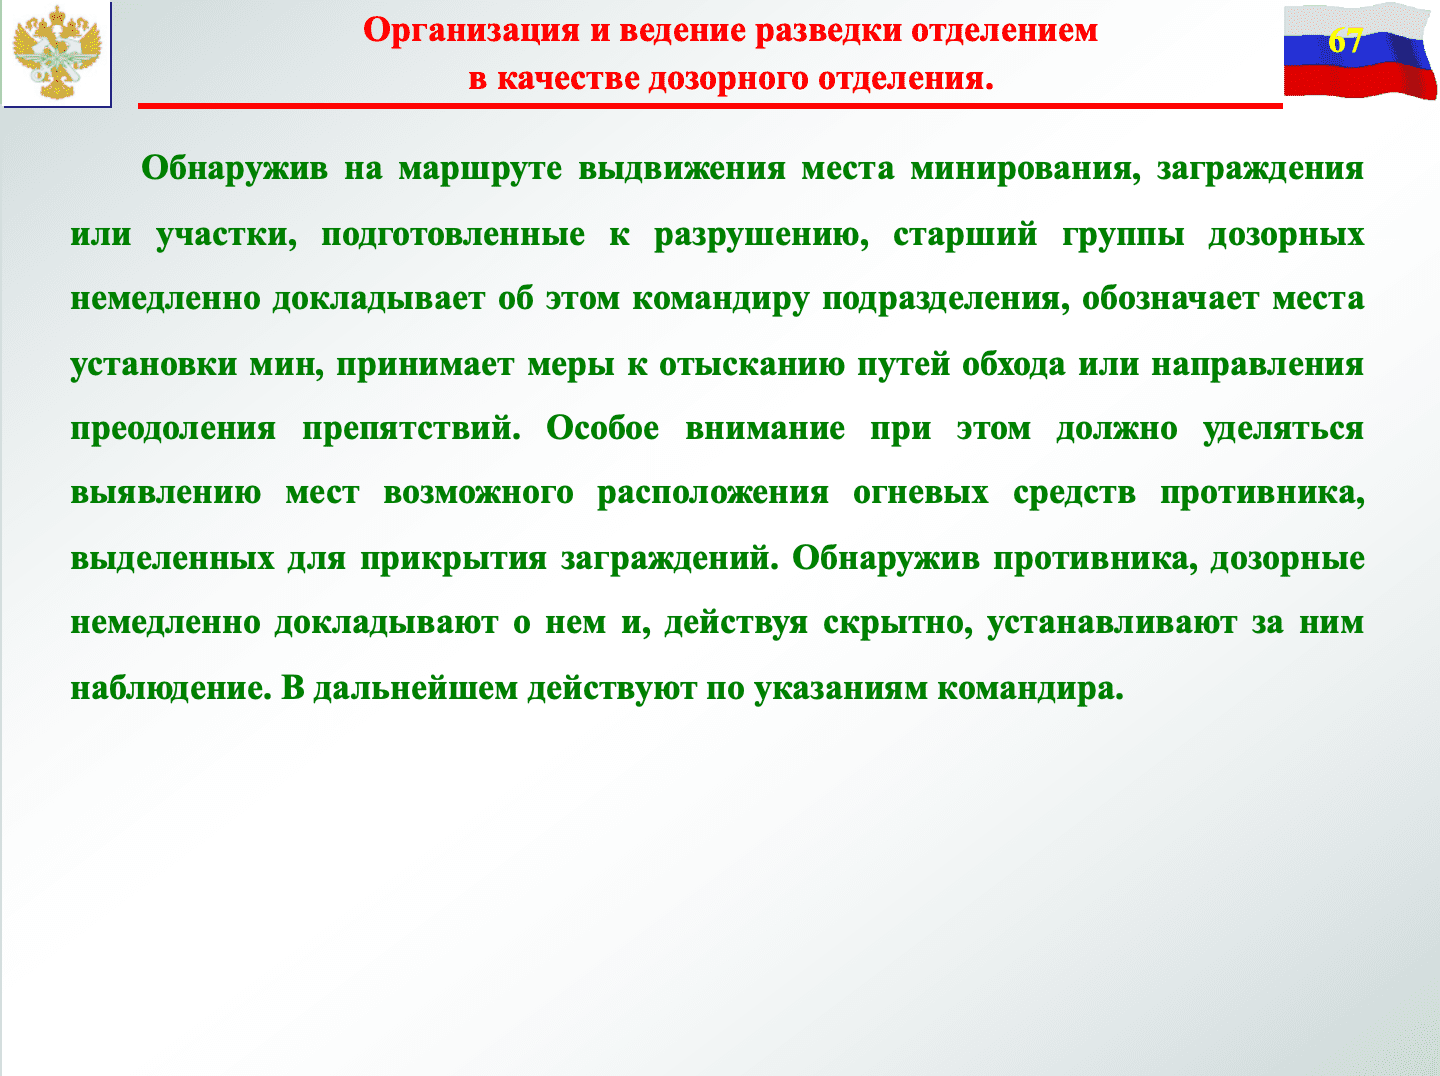 Организация и ведение разведки отделением
в качестве дозорного отделения.
67
Обнаружив на маршруте выдвижения места минирования, заграждения
или участки, подготовленные к разрушению, старший группы дозорных
немедленно докладывает об этом командиру подразделения, обозначает места
установки мин, принимает меры к отысканию путей обхода или направления
преодоления препятствий. Особое внимание при этом должно уделяться
выявлению мест возможного расположения огневых средств противника,
выделенных для прикрытия заграждений. Обнаружив противника, дозорные
немедленно докладывают о нем и, действуя скрытно, устанавливают за ним
наблюдение. В дальнейшем действуют по указаниям командира.